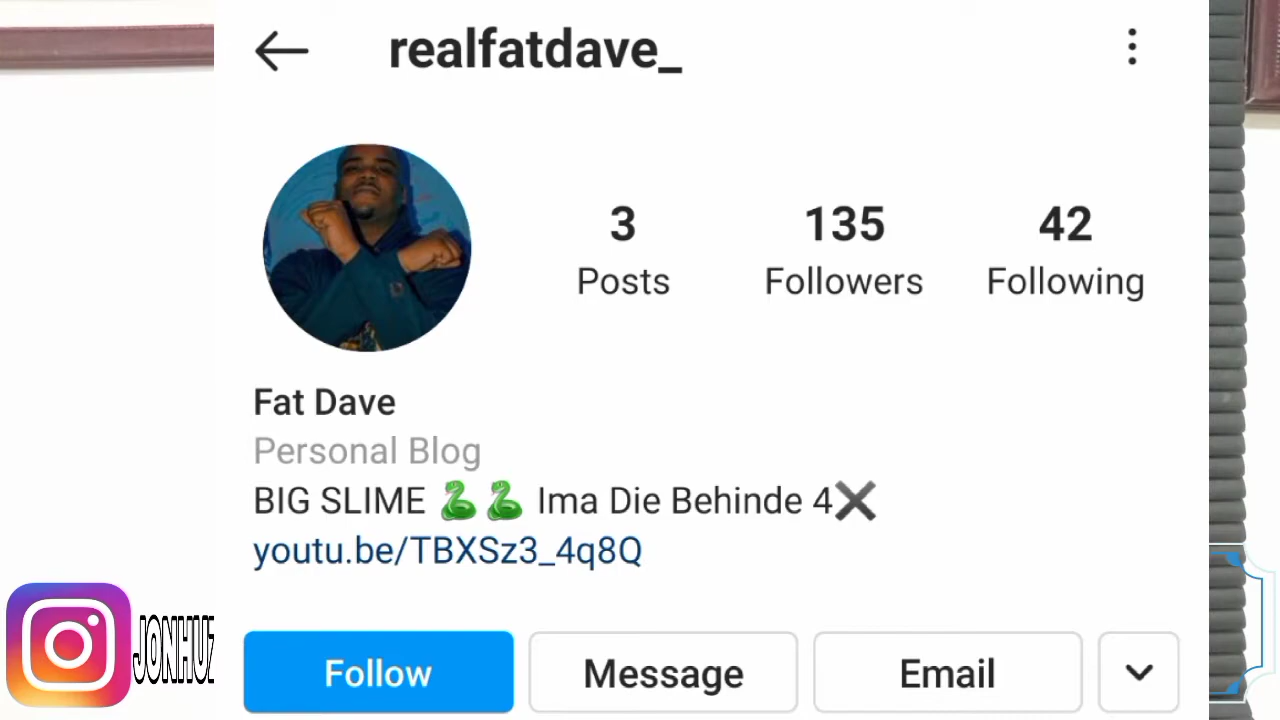 realfatdave_
3 135 42
Posts Followers Following
Fat Dave
Personal Blog
BIG SLIME 🐍🐍 Ima Die Behinde 4✖
youtu.be/TBXSz3_4q8Q
JONHUZ
Follow Message Email